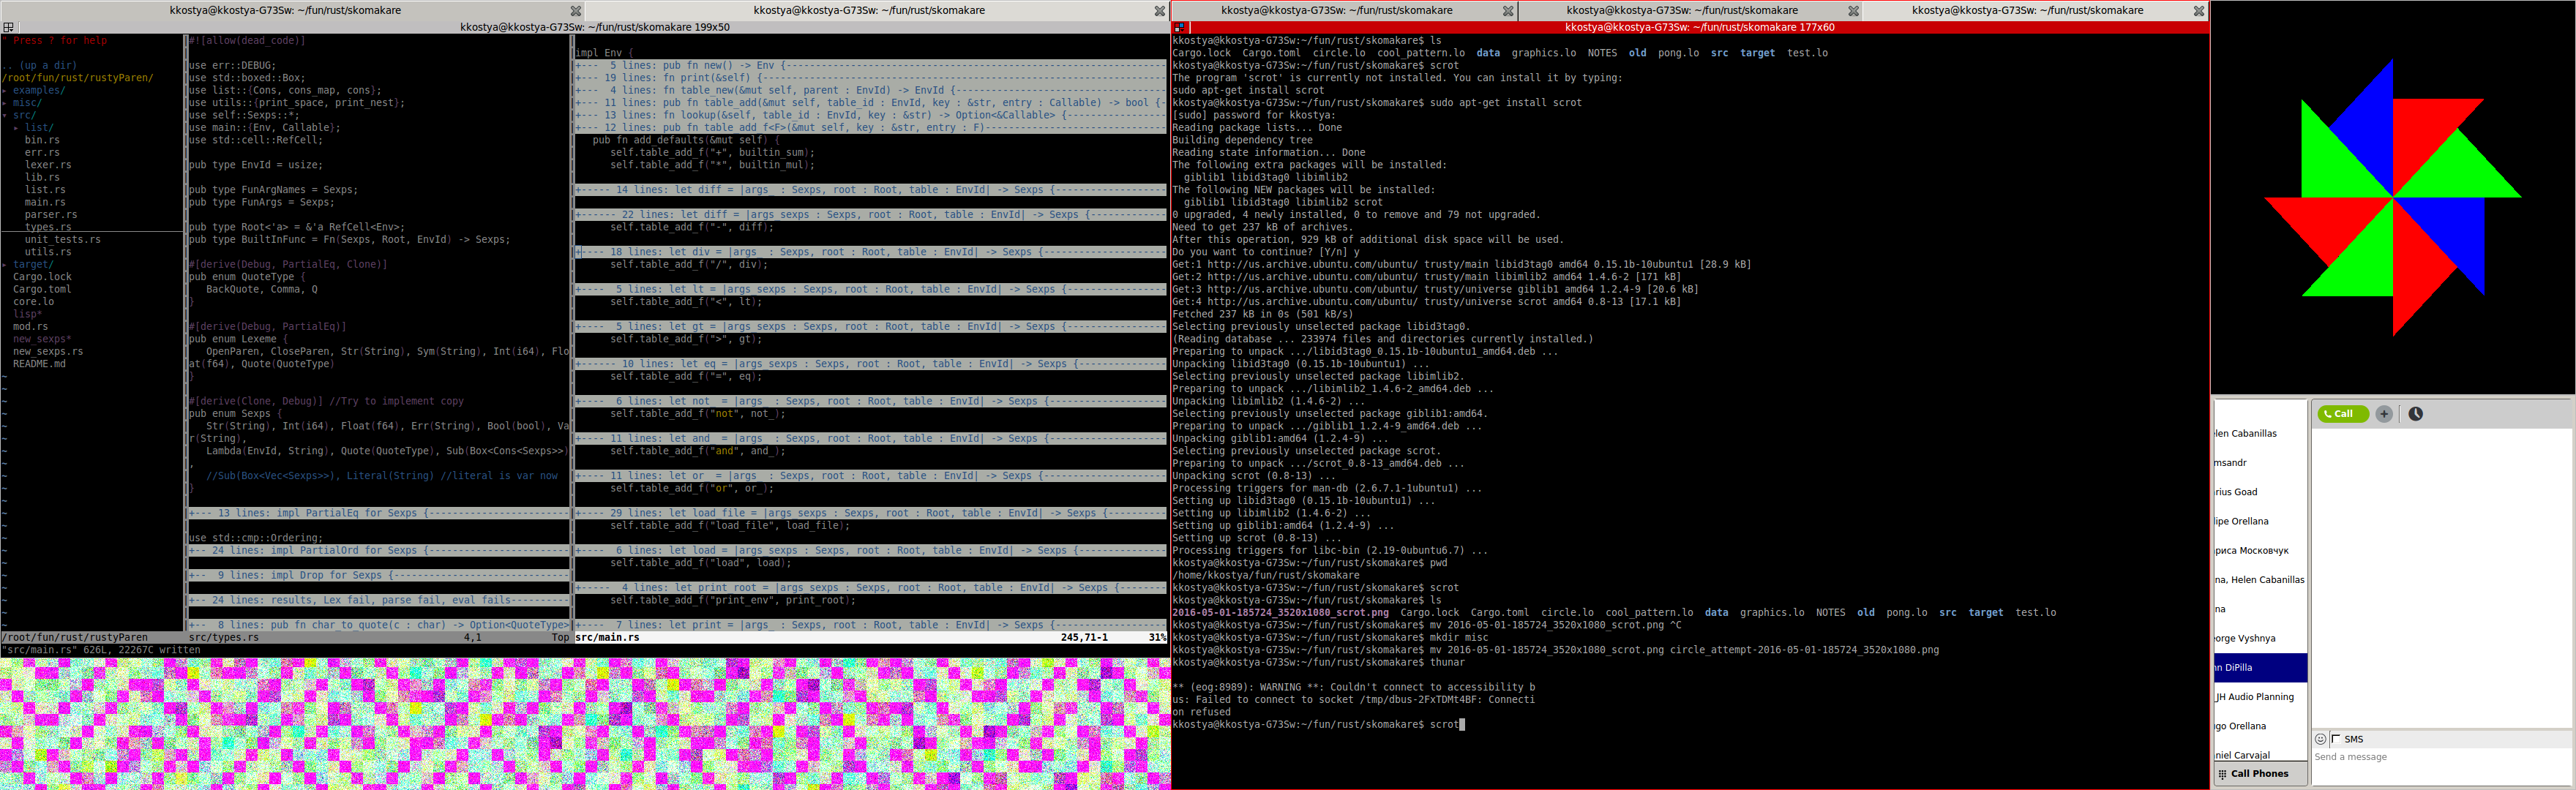 kkostya@kkostya-G73Sw: ~/fun/rust/skomakare
kkostya@kkostya-G73Sw: ~/fun/rust/skomakare
kkostya@kkostya-G73Sw: ~/fun/rust/skomakare 199x50
" Press ? for help
.. (up a dir)
/root/fun/rust/rustyParen/
▸ examples/
▸ misc/
▾ src/
▸ list/
bin.rs
err.rs
lexer.rs
lib.rs
list.rs
main.rs
parser.rs
types.rs
unit_tests.rs
utils.rs
▸ target/
Cargo.lock
Cargo.toml
core.lo
lisp*
mod.rs
new_sexps*
new_sexps.rs
README.md
/root/fun/rust/rustyParen
#![allow(dead_code)]
use err::DEBUG;
use std::boxed::Box;
use list::{Cons, cons_map, cons};
use utils::{print_space, print_nest};
use self::Sexps::*;
use main::{Env, Callable};
use std::cell::RefCell;
pub type EnvId = usize;
pub type FunArgNames = Sexps;
pub type FunArgs = Sexps;
pub type Root<'a> = &'a RefCell<Env>;
pub type BuiltInFunc = Fn(Sexps, Root, EnvId) -> Sexps;
#[derive(Debug, PartialEq, Clone)]
pub enum QuoteType {
BackQuote, Comma, Q
}
#[derive(Debug, PartialEq)]
pub enum Lexeme {
OpenParen, CloseParen, Str(String), Sym(String), Int(i64), Flo
at(f64), Quote(QuoteType)
}
#[derive(Clone, Debug)] //Try to implement copy
pub enum Sexps {
Str(String), Int(i64), Float(f64), Err(String), Bool(bool), Va
r(String),
Lambda(EnvId, String), Quote(QuoteType), Sub(Box<Cons<Sexps>>)
,
//Sub(Box<Vec<Sexps>>), Literal(String) //literal is var now
}
+--- 13 lines: impl PartialEq for Sexps {
use std::cmp::Ordering;
+-- 24 lines: impl PartialOrd for Sexps {
+--  9 lines: impl Drop for Sexps {
+-- 24 lines: results, Lex fail, parse fail, eval fails
+--  8 lines: pub fn char_to_quote(c : char) -> Option<QuoteType>
src/types.rs 4,1 Top
impl Env {
+---  5 lines: pub fn new() -> Env {
+--- 19 lines: fn print(&self) {
+---  4 lines: fn table_new(&mut self, parent : EnvId) -> EnvId {
+--- 11 lines: pub fn table_add(&mut self, table_id : EnvId, key : &str, entry : Callable) -> bool {
+--- 13 lines: fn lookup(&self, table_id : EnvId, key : &str) -> Option<&Callable> {
+--- 12 lines: pub fn table_add_f<F>(&mut self, key : &str, entry : F)
pub fn add_defaults(&mut self) {
self.table_add_f("+", builtin_sum);
self.table_add_f("*", builtin_mul);
+----- 14 lines: let diff = |args_ : Sexps, root : Root, table : EnvId| -> Sexps {
+----- 22 lines: let diff = |args_sexps : Sexps, root : Root, table : EnvId| -> Sexps {
self.table_add_f("-", diff);
+---- 18 lines: let div = |args_sexps : Sexps, root : Root, table : EnvId| -> Sexps {
self.table_add_f("/", div);
+----  5 lines: let lt = |args_sexps : Sexps, root : Root, table : EnvId| -> Sexps {
self.table_add_f("<", lt);
+----  5 lines: let gt = |args_sexps : Sexps, root : Root, table : EnvId| -> Sexps {
self.table_add_f(">", gt);
+---- 10 lines: let eq = |args_sexps : Sexps, root : Root, table : EnvId| -> Sexps {
self.table_add_f("=", eq);
+----  6 lines: let not_ = |args_sexps : Sexps, root : Root, table : EnvId| -> Sexps {
self.table_add_f("not", not_);
+---- 11 lines: let and_ = |args_ : Sexps, root : Root, table : EnvId| -> Sexps {
self.table_add_f("and", and_);
+---- 11 lines: let or_ = |args_ : Sexps, root : Root, table : EnvId| -> Sexps {
self.table_add_f("or", or_);
+---- 29 lines: let load_file = |args_sexps : Sexps, root : Root, table : EnvId| -> Sexps {
self.table_add_f("load_file", load_file);
+----  6 lines: let load = |args_sexps : Sexps, root : Root, table : EnvId| -> Sexps {
self.table_add_f("load", load);
+-----  4 lines: let print_root = |args_sexps : Sexps, root : Root, table : EnvId| -> Sexps {
self.table_add_f("print_env", print_root);
+----  7 lines: let print = |args_sexps : Sexps, root : Root, table : EnvId| -> Sexps {
src/main.rs 245,71-1 31%
"src/main.rs" 626L, 22267C written
kkostya@kkostya-G73Sw: ~/fun/rust/skomakare
kkostya@kkostya-G73Sw: ~/fun/rust/skomakare
kkostya@kkostya-G73Sw: ~/fun/rust/skomakare
kkostya@kkostya-G73Sw: ~/fun/rust/skomakare 177x60
kkostya@kkostya-G73Sw:~/fun/rust/skomakare$ ls
Cargo.lock  Cargo.toml  circle.lo  cool_pattern.lo  data  graphics.lo  NOTES  old  pong.lo  src  target  test.lo
kkostya@kkostya-G73Sw:~/fun/rust/skomakare$ scrot
The program 'scrot' is currently not installed. You can install it by typing:
sudo apt-get install scrot
kkostya@kkostya-G73Sw:~/fun/rust/skomakare$ sudo apt-get install scrot
[sudo] password for kkostya:
Reading package lists... Done
Building dependency tree
Reading state information... Done
The following extra packages will be installed:
giblib1 libid3tag0 libimlib2
The following NEW packages will be installed:
giblib1 libid3tag0 libimlib2 scrot
0 upgraded, 4 newly installed, 0 to remove and 79 not upgraded.
Need to get 237 kB of archives.
After this operation, 929 kB of additional disk space will be used.
Do you want to continue? [Y/n] y
Get:1 http://us.archive.ubuntu.com/ubuntu/ trusty/main libid3tag0 amd64 0.15.1b-10ubuntu1 [28.9 kB]
Get:2 http://us.archive.ubuntu.com/ubuntu/ trusty/main libimlib2 amd64 1.4.6-2 [171 kB]
Get:3 http://us.archive.ubuntu.com/ubuntu/ trusty/universe giblib1 amd64 1.2.4-9 [20.6 kB]
Get:4 http://us.archive.ubuntu.com/ubuntu/ trusty/universe scrot amd64 0.8-13 [17.1 kB]
Fetched 237 kB in 0s (501 kB/s)
Selecting previously unselected package libid3tag0.
(Reading database ... 233974 files and directories currently installed.)
Preparing to unpack .../libid3tag0_0.15.1b-10ubuntu1_amd64.deb ...
Unpacking libid3tag0 (0.15.1b-10ubuntu1) ...
Selecting previously unselected package libimlib2.
Preparing to unpack .../libimlib2_1.4.6-2_amd64.deb ...
Unpacking libimlib2 (1.4.6-2) ...
Selecting previously unselected package giblib1:amd64.
Preparing to unpack .../giblib1_1.2.4-9_amd64.deb ...
Unpacking giblib1:amd64 (1.2.4-9) ...
Selecting previously unselected package scrot.
Preparing to unpack .../scrot_0.8-13_amd64.deb ...
Unpacking scrot (0.8-13) ...
Processing triggers for man-db (2.6.7.1-1ubuntu1) ...
Setting up libid3tag0 (0.15.1b-10ubuntu1) ...
Setting up libimlib2 (1.4.6-2) ...
Setting up giblib1:amd64 (1.2.4-9) ...
Setting up scrot (0.8-13) ...
Processing triggers for libc-bin (2.19-0ubuntu6.7) ...
kkostya@kkostya-G73Sw:~/fun/rust/skomakare$ pwd
/home/kkostya/fun/rust/skomakare
kkostya@kkostya-G73Sw:~/fun/rust/skomakare$ scrot
kkostya@kkostya-G73Sw:~/fun/rust/skomakare$ ls
2016-05-01-185724_3520x1080_scrot.png  Cargo.lock  Cargo.toml  circle.lo  cool_pattern.lo  data  graphics.lo  NOTES  old  pong.lo  src  target  test.lo
kkostya@kkostya-G73Sw:~/fun/rust/skomakare$ mv 2016-05-01-185724_3520x1080_scrot.png ^C
kkostya@kkostya-G73Sw:~/fun/rust/skomakare$ mkdir misc
kkostya@kkostya-G73Sw:~/fun/rust/skomakare$ mv 2016-05-01-185724_3520x1080_scrot.png circle_attempt-2016-05-01-185724_3520x1080.png
kkostya@kkostya-G73Sw:~/fun/rust/skomakare$ thunar
** (eog:8989): WARNING **: Couldn't connect to accessibility b
us: Failed to connect to socket /tmp/dbus-2FxTDMt4BF: Connecti
on refused
kkostya@kkostya-G73Sw:~/fun/rust/skomakare$ scrot
elen Cabanillas
msandr
rius Goad
lipe Orellana
риса Московчук
na, Helen Cabanillas
na
orge Vyshnya
nn DiPilla
JH Audio Planning
go Orellana
niel Carvajal
Call Phones
Call
SMS
Send a message